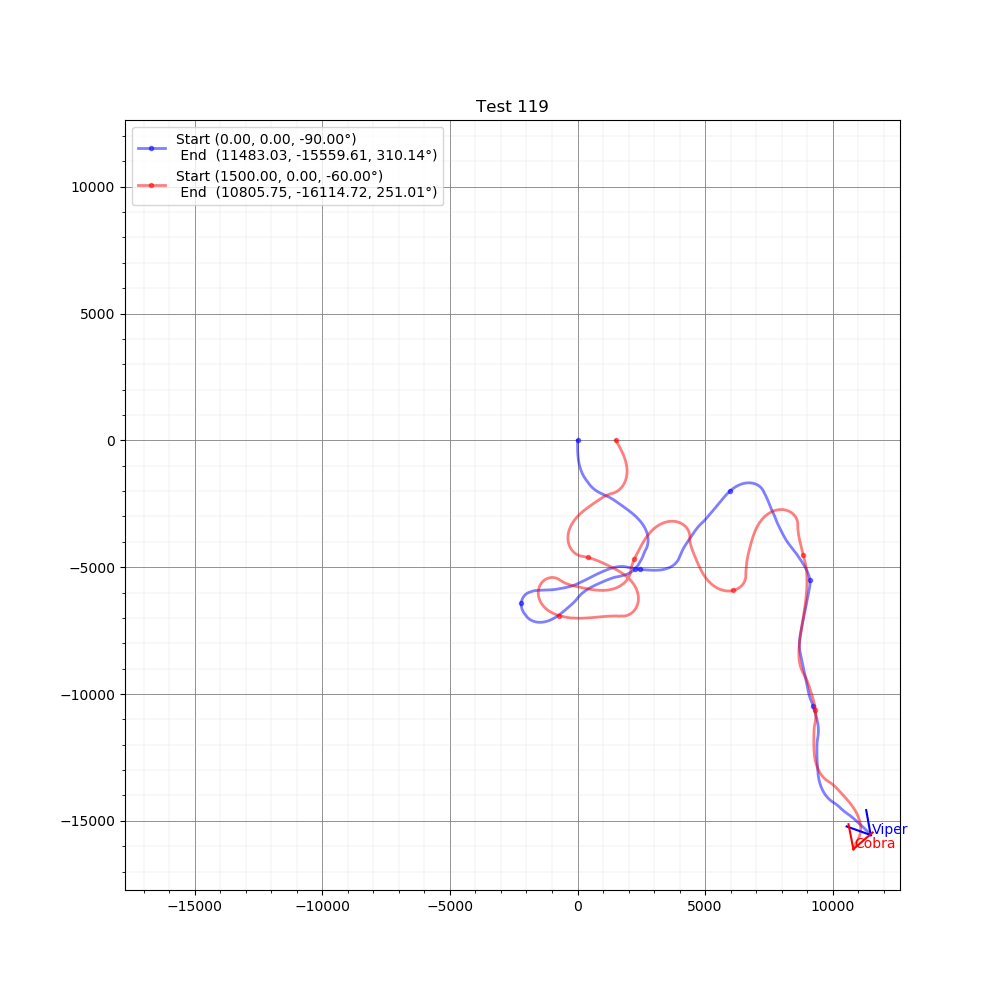 Test 119
Start (0.00, 0.00, -90.00°)
End  (11483.03, -15559.61, 310.14°)
Start (1500.00, 0.00, -60.00°)
End  (10805.75, -16114.72, 251.01°)
10000
5000
0
−5000
−10000
−15000
Viper
Cobra
−15000 −10000 −5000 0 5000 10000